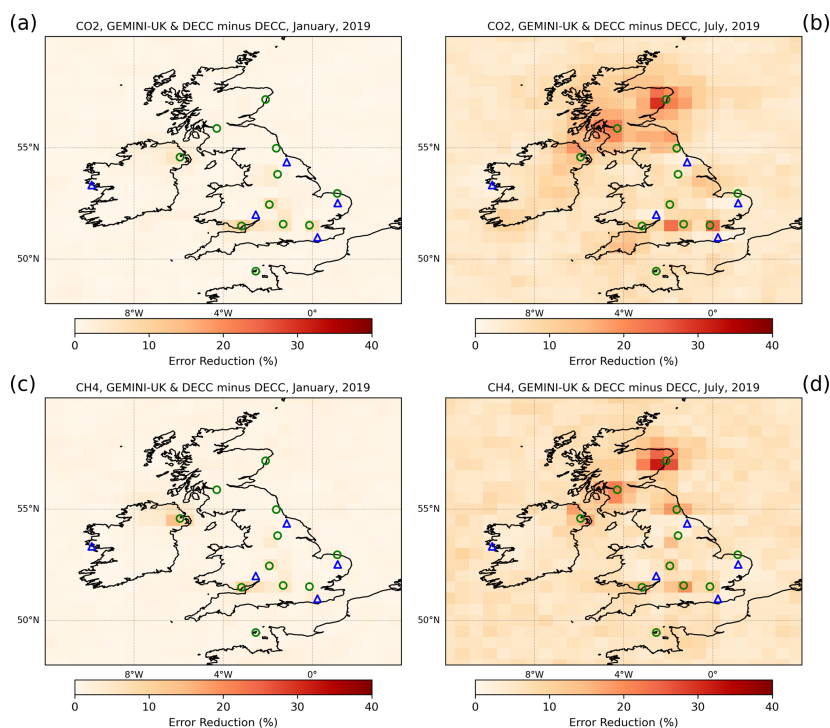 (a)
CO2, GEMINI-UK & DECC minus DECC, January, 2019
55°N
50°N
8°W 4°W 0°
0 10 20 30 40
Error Reduction (%)
(b)
CO2, GEMINI-UK & DECC minus DECC, July, 2019
55°N
50°N
8°W 4°W 0°
0 10 20 30 40
Error Reduction (%)
(c)
CH4, GEMINI-UK & DECC minus DECC, January, 2019
55°N
50°N
8°W 4°W 0°
0 10 20 30 40
Error Reduction (%)
(d)
CH4, GEMINI-UK & DECC minus DECC, July, 2019
55°N
50°N
8°W 4°W 0°
0 10 20 30 40
Error Reduction (%)